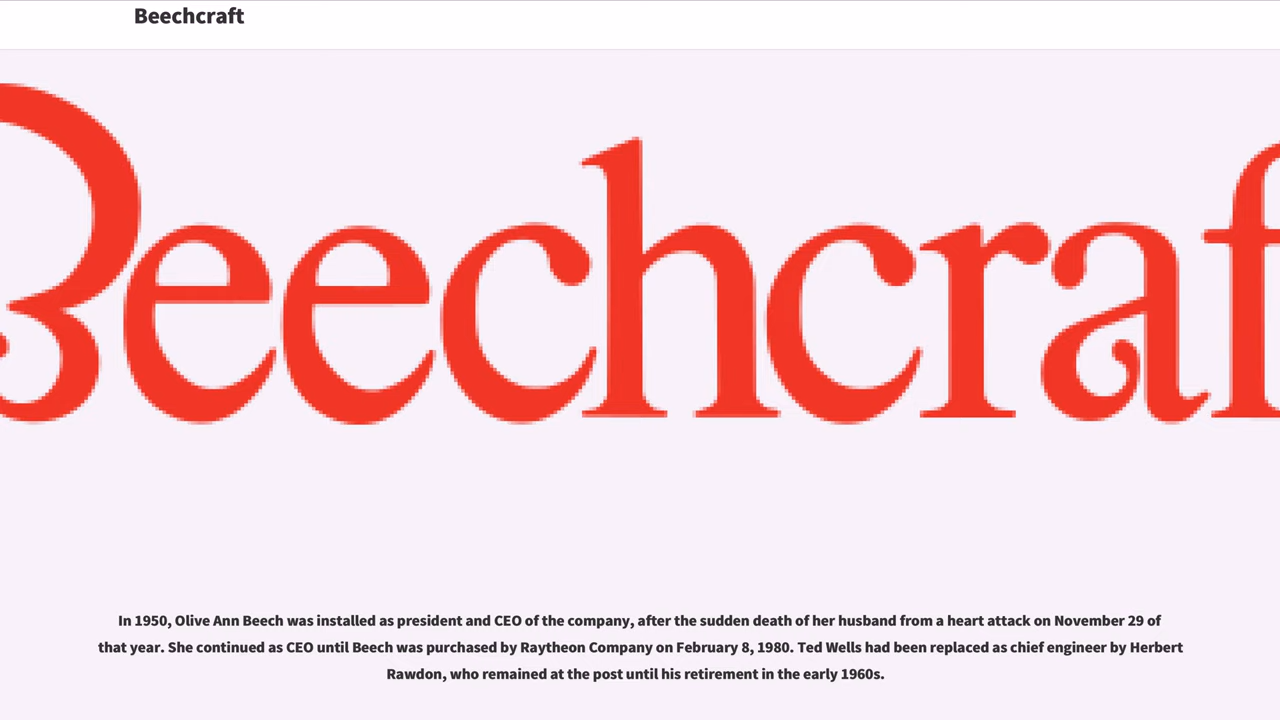 Beechcraft
Beechcraf
In 1950, Olive Ann Beech was installed as president and CEO of the company, after the sudden death of her husband from a heart attack on November 29 of
that year. She continued as CEO until Beech was purchased by Raytheon Company on February 8, 1980. Ted Wells had been replaced as chief engineer by Herbert
Rawdon, who remained at the post until his retirement in the early 1960s.